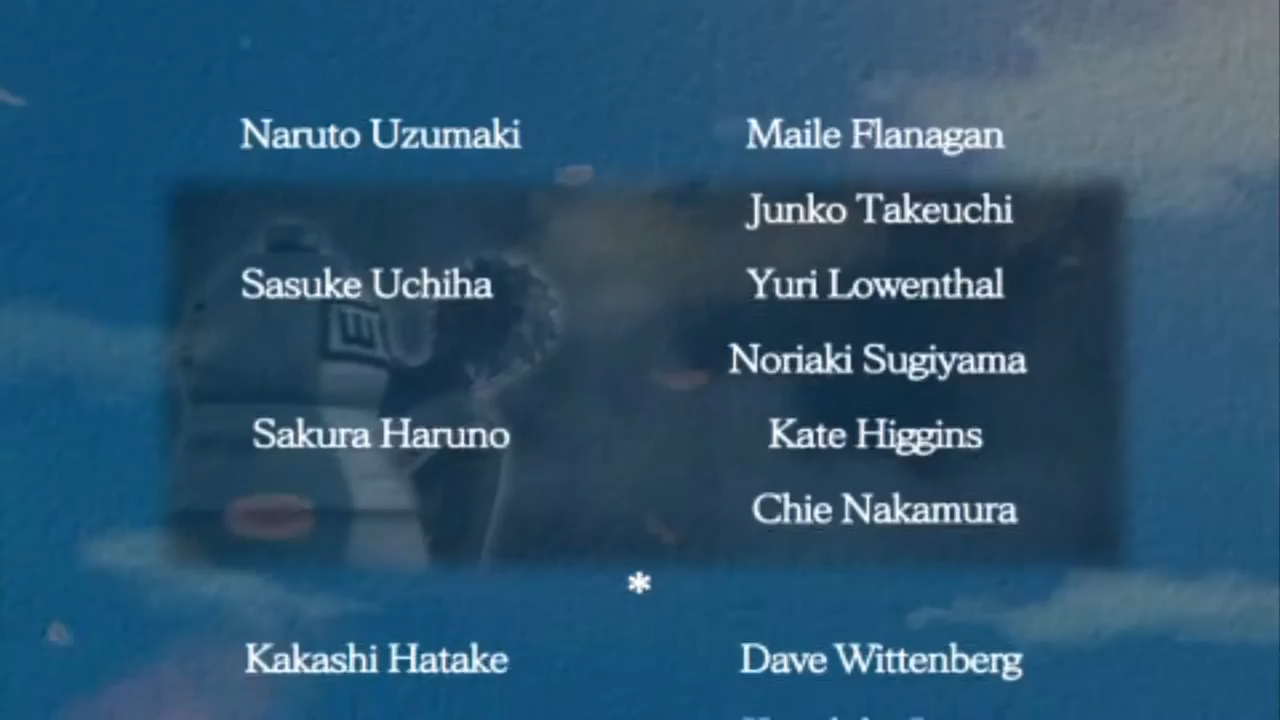 Naruto Uzumaki Maile Flanagan
Junko Takeuchi
Sasuke Uchiha Yuri Lowenthal
Noriaki Sugiyama
Sakura Haruno Kate Higgins
Chie Nakamura
*
Kakashi Hatake Dave Wittenberg